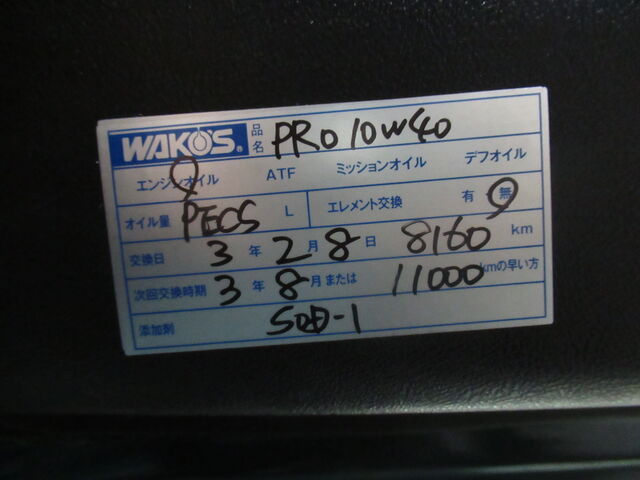 WAKO'S® 品名 PRO 10W40
エンジンオイル ATF ミッションオイル デフオイル
オイル量 PECS L エレメント交換 有 無
交換日 3 年 2 月 8 日 8160 km
次回交換時期 3 年 8 月 または 11000 kmの早い方
添加剤 SOD-1